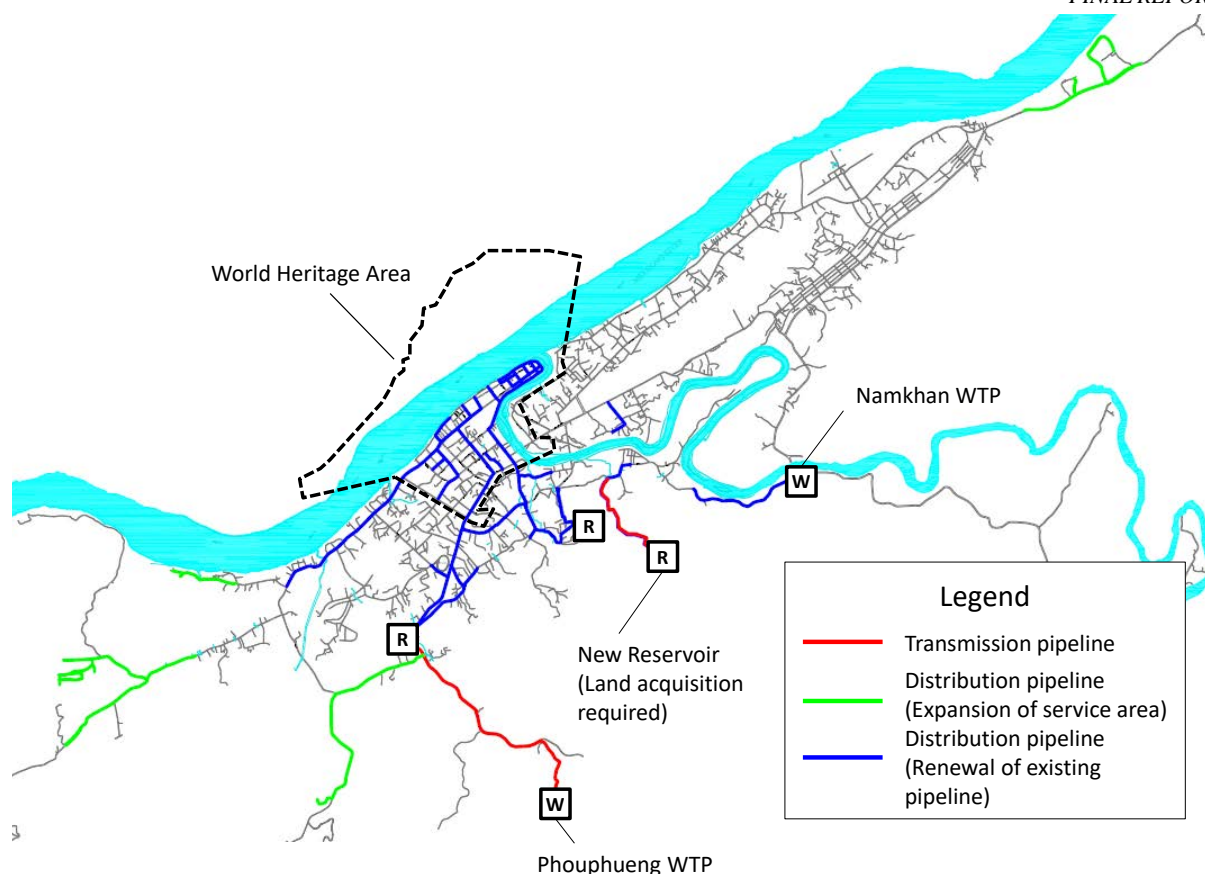 FINAL REPOR
World Heritage Area
Namkhan WTP
W
R
R
R
New Reservoir
(Land acquisition
required)
W
Phouphueng WTP
Legend
Transmission pipeline
Distribution pipeline
(Expansion of service area)
Distribution pipeline
(Renewal of existing
pipeline)